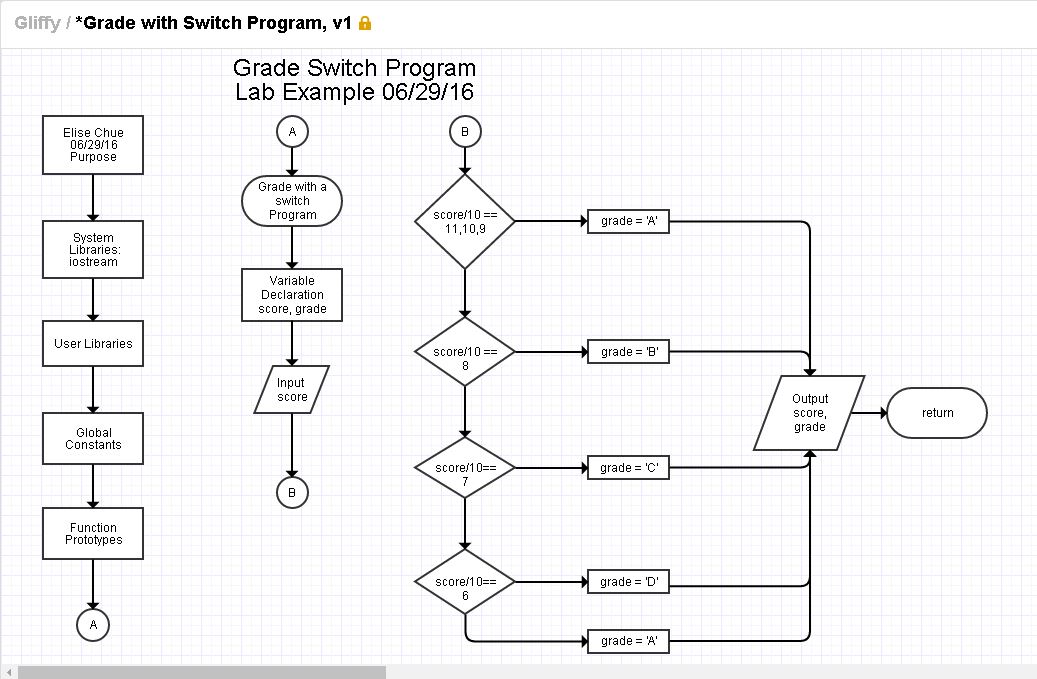 Gliffy / *Grade with Switch Program, v1
Grade Switch Program
Lab Example 06/29/16
Elise Chue
06/29/16
Purpose
System
Libraries:
iostream
User Libraries
Global
Constants
Function
Prototypes
A
A
Grade with a
switch
Program
Variable
Declaration
score, grade
Input
score
B
B
score/10 ==
11,10,9
grade = 'A'
score/10 ==
8
grade = 'B'
score/10==
7
grade = 'C'
score/10==
6
grade = 'D'
grade = 'A'
Output
score,
grade
return